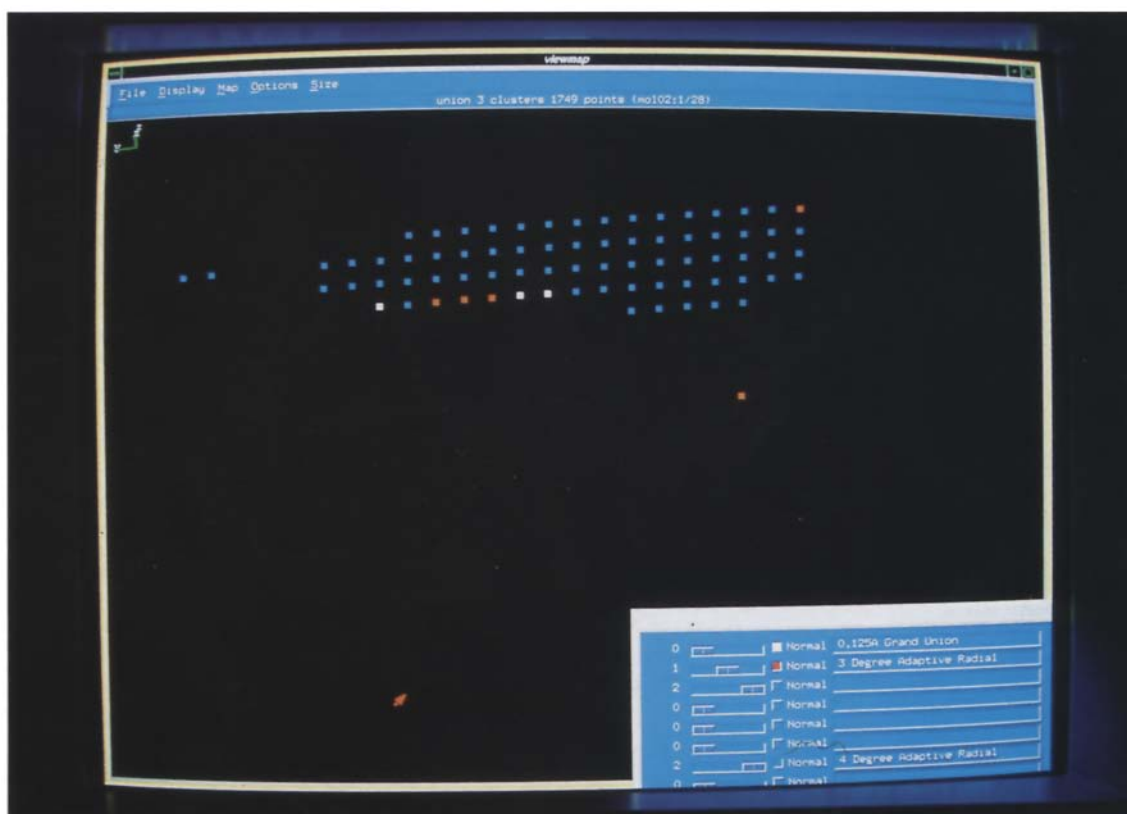 viewmap
File Display Map Options Size
union 3 clusters 1749 points (mol02:1/28)
0 Normal 0.125A Grand Union
1 Normal 3 Degree Adaptive Radial
2 Normal
0 Normal
0 Normal
0 Normal
2 Normal 4 Degree Adaptive Radial
0 Normal